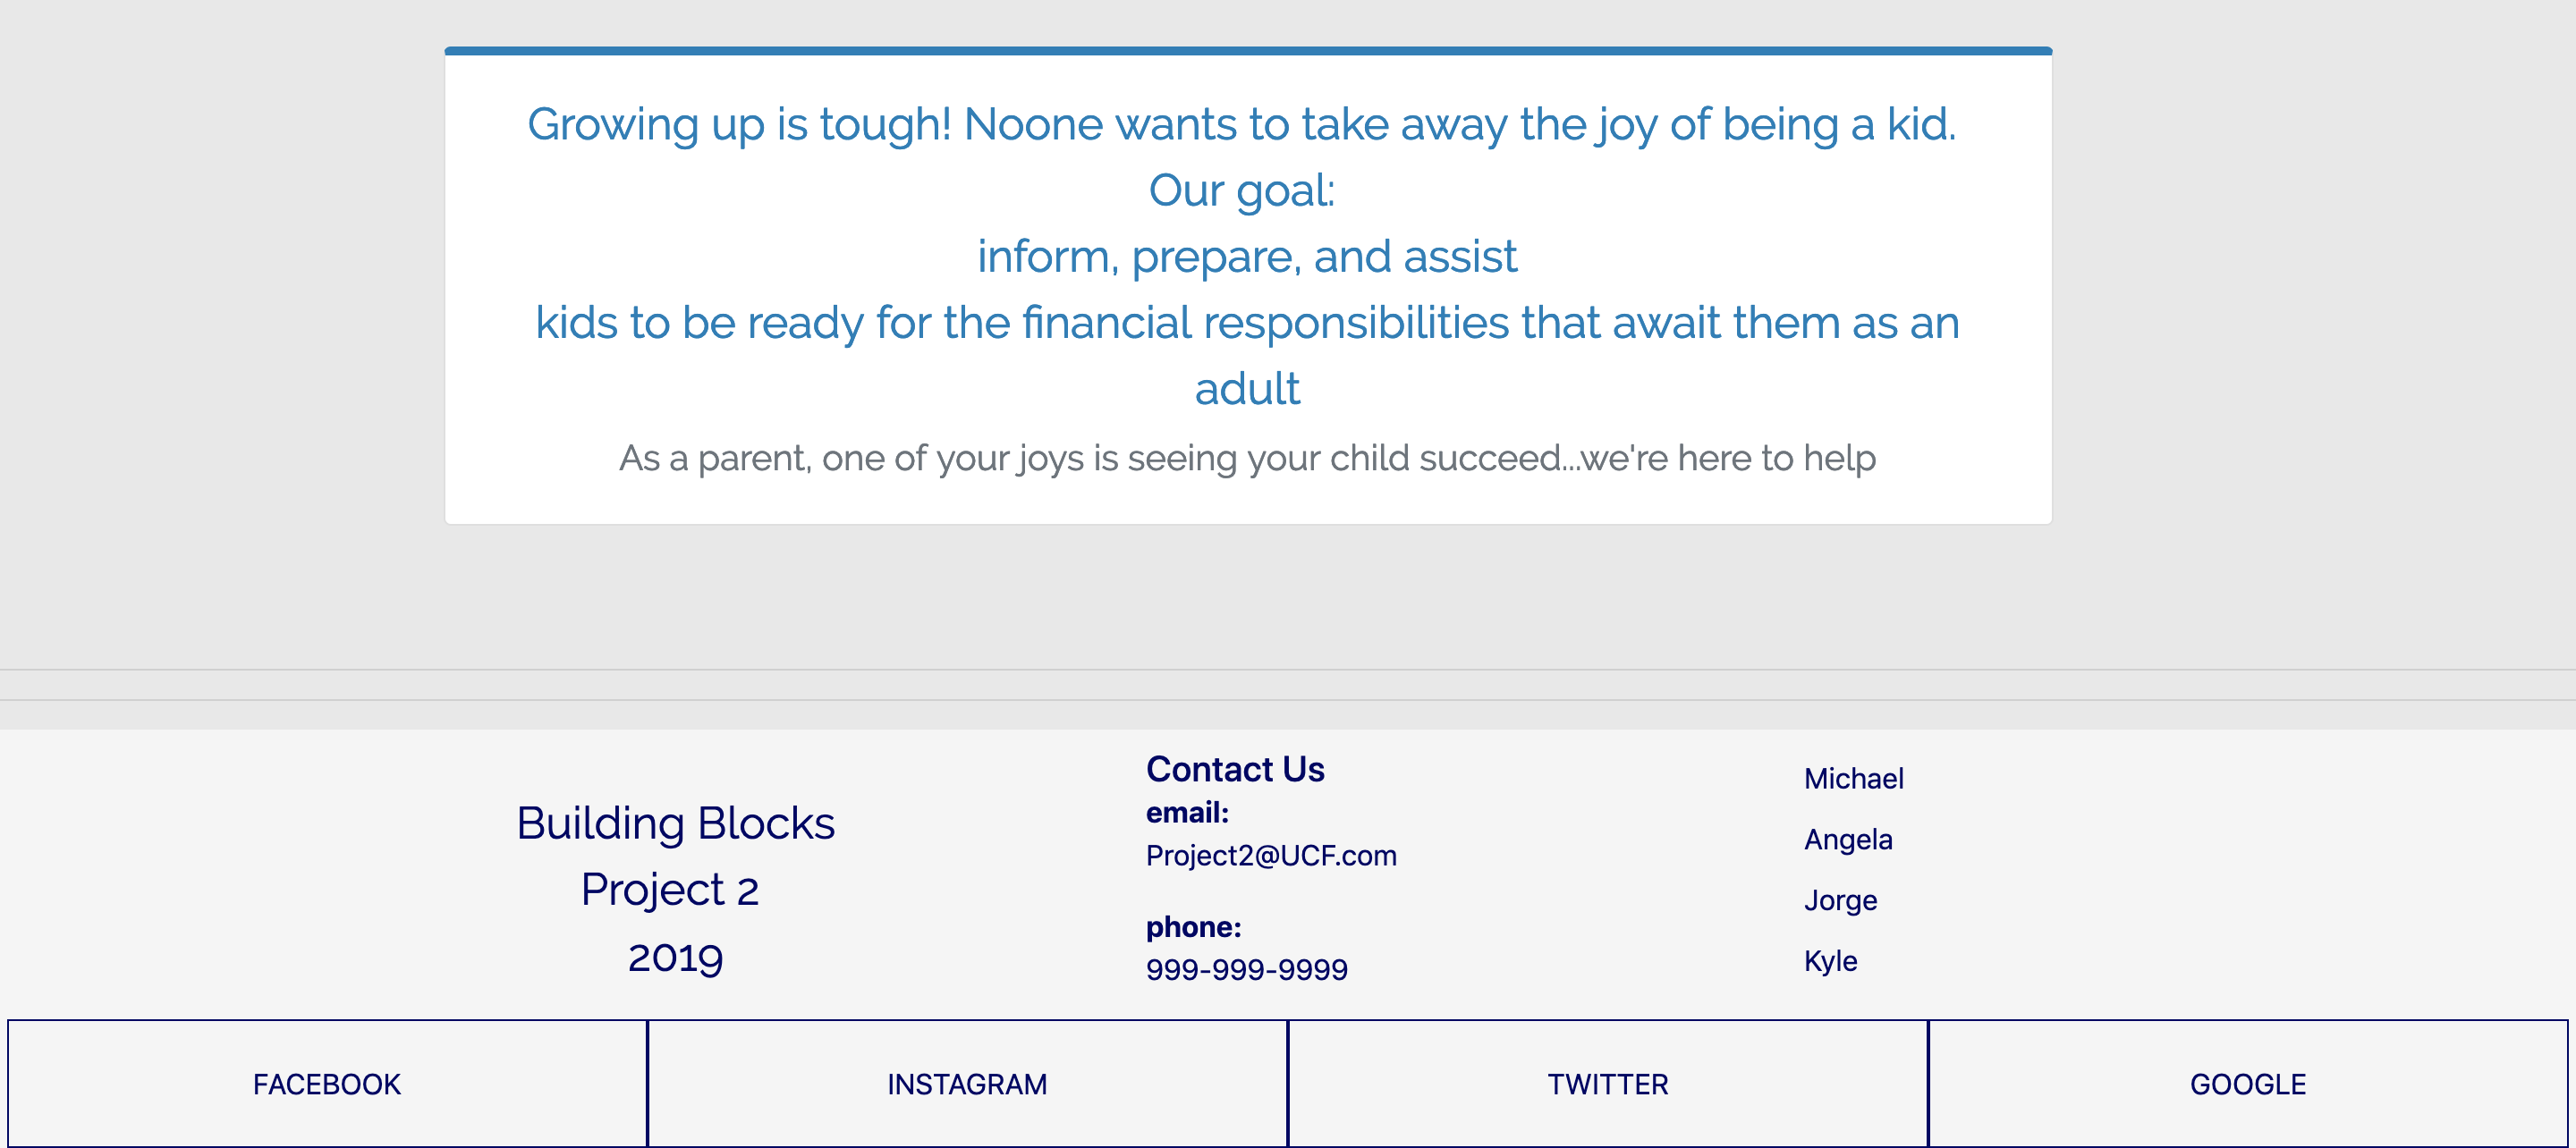 Growing up is tough! Noone wants to take away the joy of being a kid.
Our goal:
inform, prepare, and assist
kids to be ready for the financial responsibilities that await them as an
adult
As a parent, one of your joys is seeing your child succeed...we're here to help
Building Blocks
Project 2
2019
Contact Us
email:
Project2@UCF.com
phone:
999-999-9999
Michael
Angela
Jorge
Kyle
FACEBOOK
INSTAGRAM
TWITTER
GOOGLE